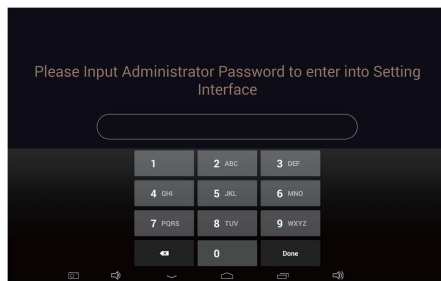 Please Input Administrator Password to enter into Setting
Interface
1 2 ABC 3 DEF
4 GHI 5 JKL 6 MNO
7 PQRS 8 TUV 9 WXYZ
0 Done